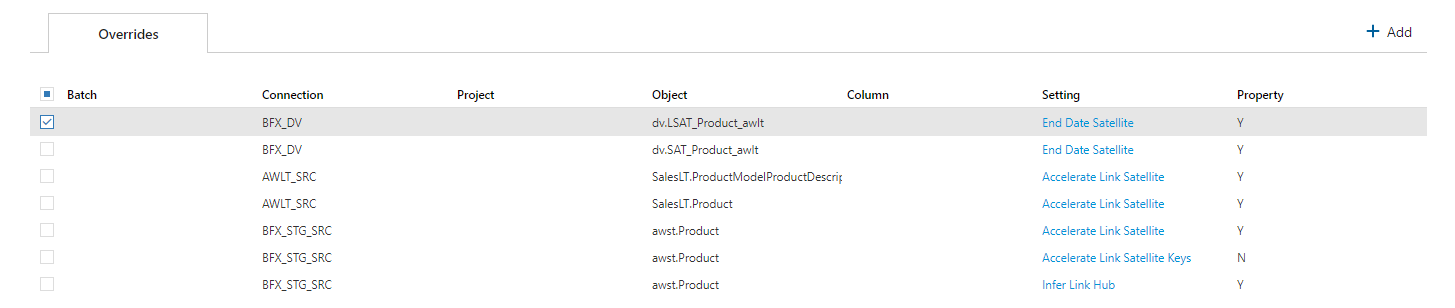 Overrides
+ Add
Batch Connection Project Object Column Setting Property
BFX_DV dv.LSAT_Product_awlt End Date Satellite Y
BFX_DV dv.SAT_Product_awlt End Date Satellite Y
AWLT_SRC SalesLT.ProductModelProductDescrip Accelerate Link Satellite Y
AWLT_SRC SalesLT.Product Accelerate Link Satellite Y
BFX_STG_SRC awst.Product Accelerate Link Satellite Y
BFX_STG_SRC awst.Product Accelerate Link Satellite Keys N
BFX_STG_SRC awst.Product Infer Link Hub Y